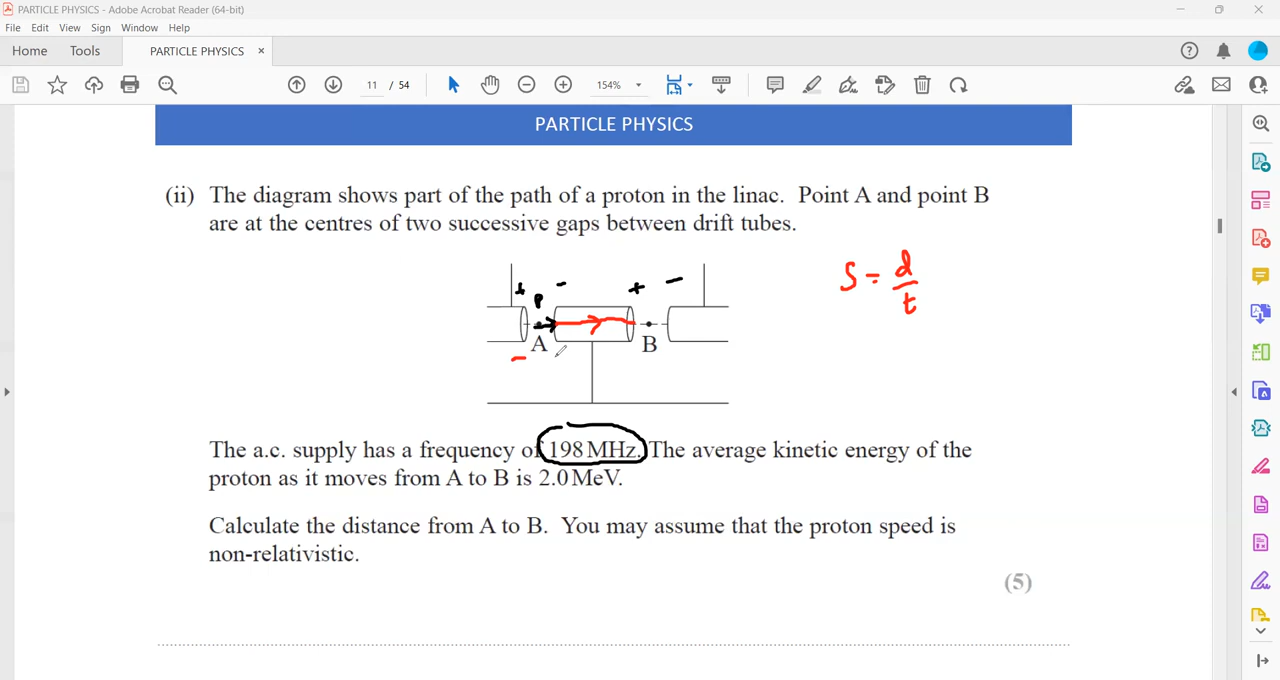 PARTICLE PHYSICS - Adobe Acrobat Reader (64-bit)
File Edit View Sign Window Help
Home Tools PARTICLE PHYSICS ×
11 / 54 154%
PARTICLE PHYSICS
(ii) The diagram shows part of the path of a proton in the linac. Point A and point B
are at the centres of two successive gaps between drift tubes.
S = d/t
+ P - + -
A B
-
The a.c. supply has a frequency of 198 MHz. The average kinetic energy of the
proton as it moves from A to B is 2.0 MeV.
Calculate the distance from A to B. You may assume that the proton speed is
non-relativistic.
(5)